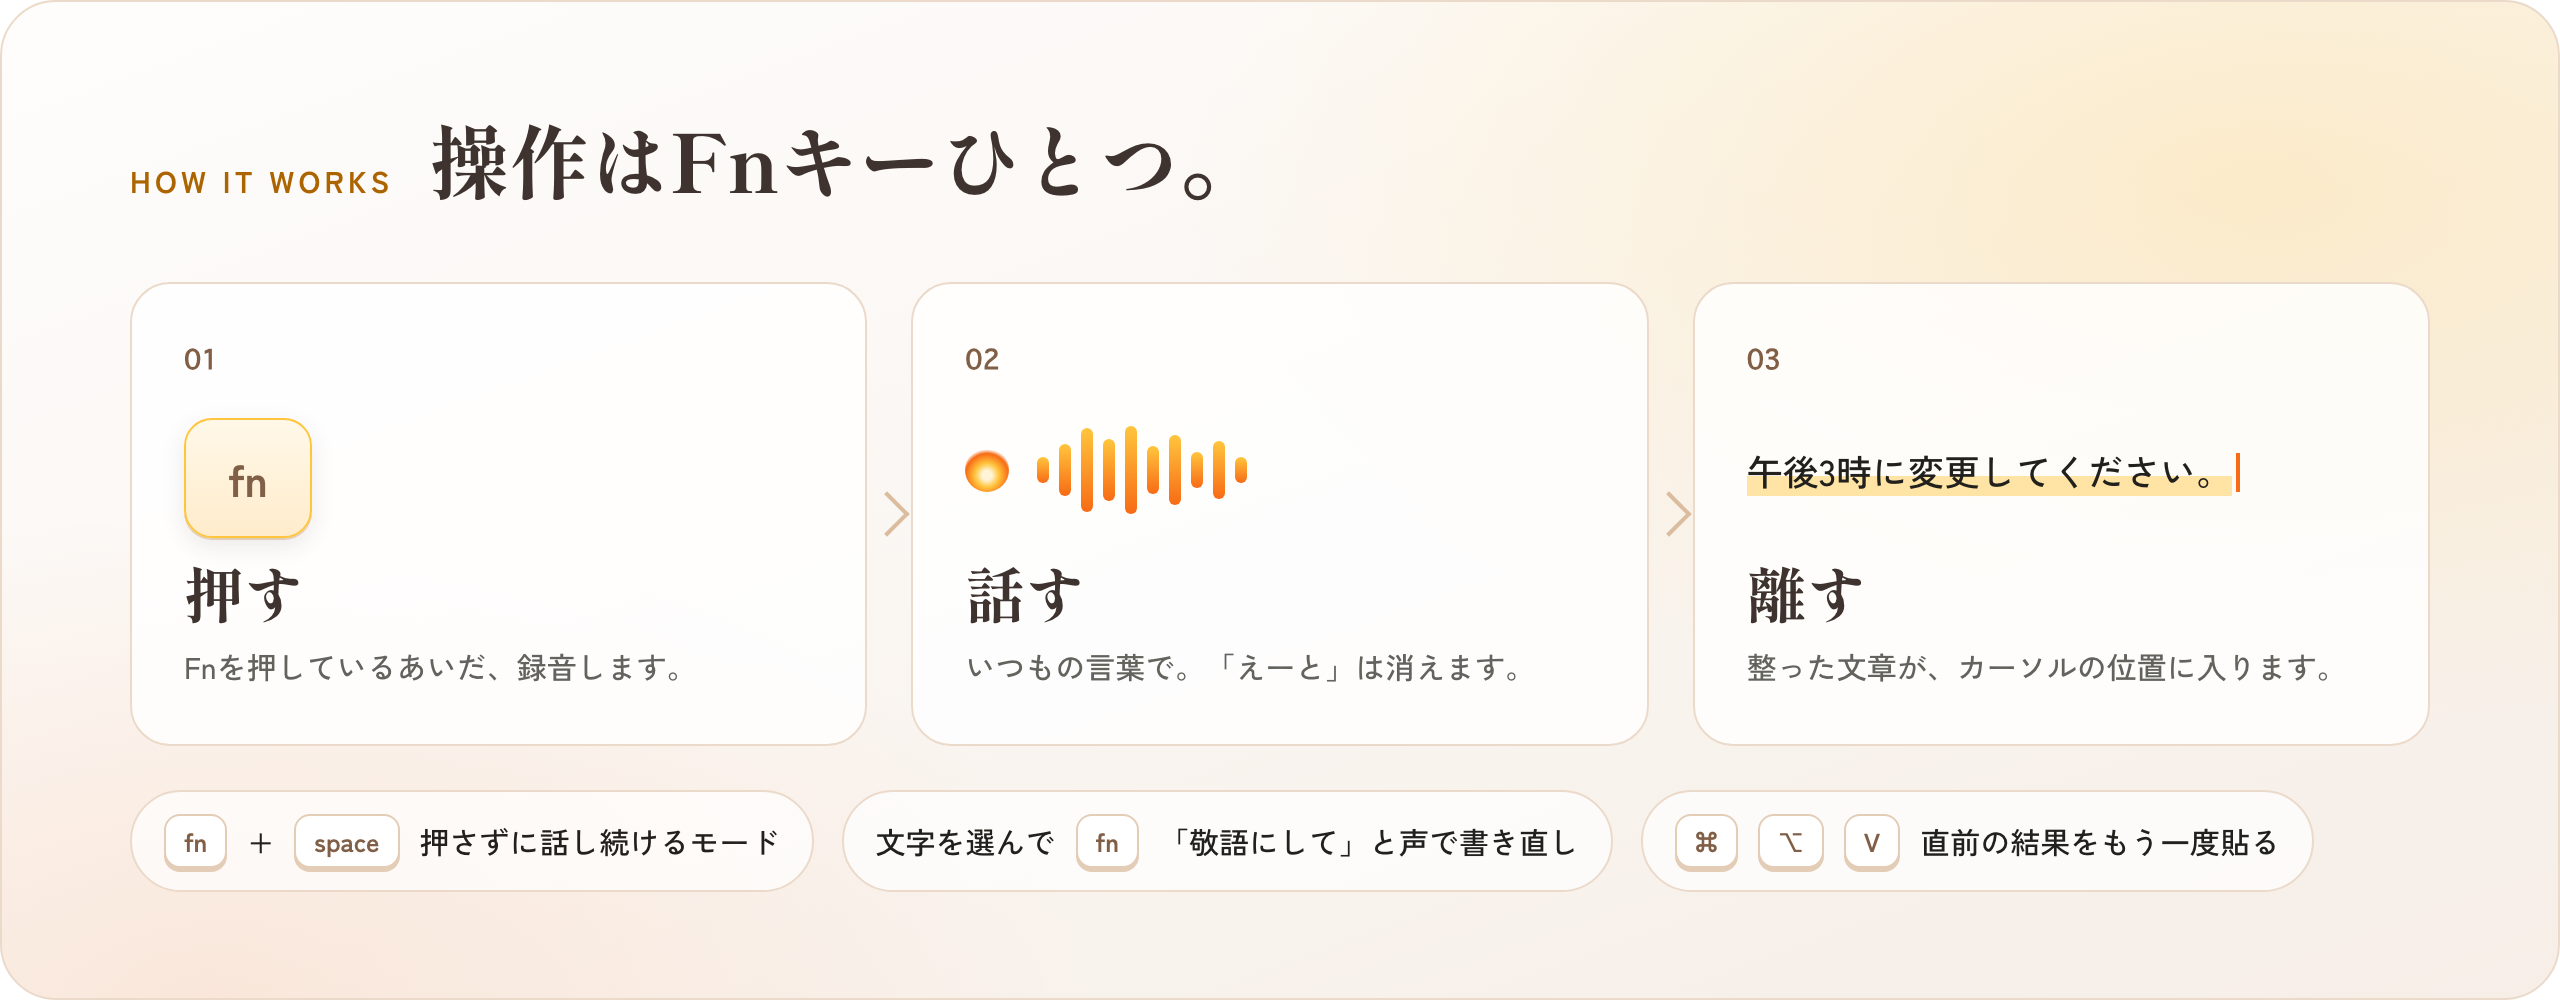 HOW IT WORKS 操作はFnキーひとつ。
01
fn
押す
Fnを押しているあいだ、録音します。
02
話す
いつもの言葉で。「えーと」は消えます。
03
午後3時に変更してください。
離す
整った文章が、カーソルの位置に入ります。
fn + space 押さずに話し続けるモード
文字を選んで fn 「敬語にして」と声で書き直し
⌘ ⌥ V 直前の結果をもう一度貼る